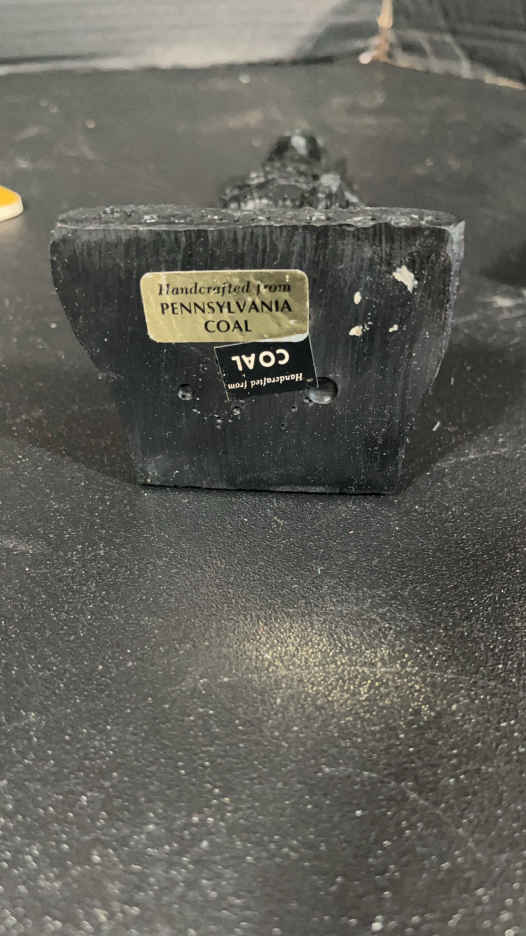 Handcrafted from
PENNSYLVANIA
COAL
Handcrafted from
COAL